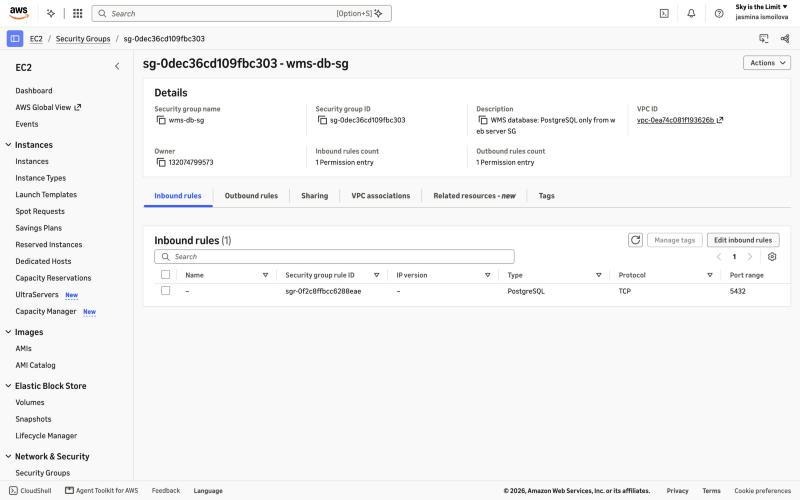 aws
Search
[Option+S]
Sky is the Limit
jasmina ismoilova
EC2 / Security Groups / sg-0dec36cd109fbc303
EC2
Dashboard
AWS Global View
Events
Instances
Instances
Instance Types
Launch Templates
Spot Requests
Savings Plans
Reserved Instances
Dedicated Hosts
Capacity Reservations
UltraServers New
Capacity Manager New
Images
AMIs
AMI Catalog
Elastic Block Store
Volumes
Snapshots
Lifecycle Manager
Network & Security
Security Groups
sg-0dec36cd109fbc303 - wms-db-sg
Actions
Details
Security group name
wms-db-sg
Security group ID
sg-0dec36cd109fbc303
Description
WMS database: PostgreSQL only from w
eb server SG
VPC ID
vpc-0ea74c081f193626b
Owner
132074799573
Inbound rules count
1 Permission entry
Outbound rules count
1 Permission entry
Inbound rules
Outbound rules
Sharing
VPC associations
Related resources - new
Tags
Inbound rules (1)
Manage tags
Edit inbound rules
Search
1
Name
Security group rule ID
IP version
Type
Protocol
Port range
– sgr-0f2c8ffbcc6288eae – PostgreSQL TCP 5432
CloudShell
Agent Toolkit for AWS
Feedback
Language
© 2026, Amazon Web Services, Inc. or its affiliates.
Privacy
Terms
Cookie preferences